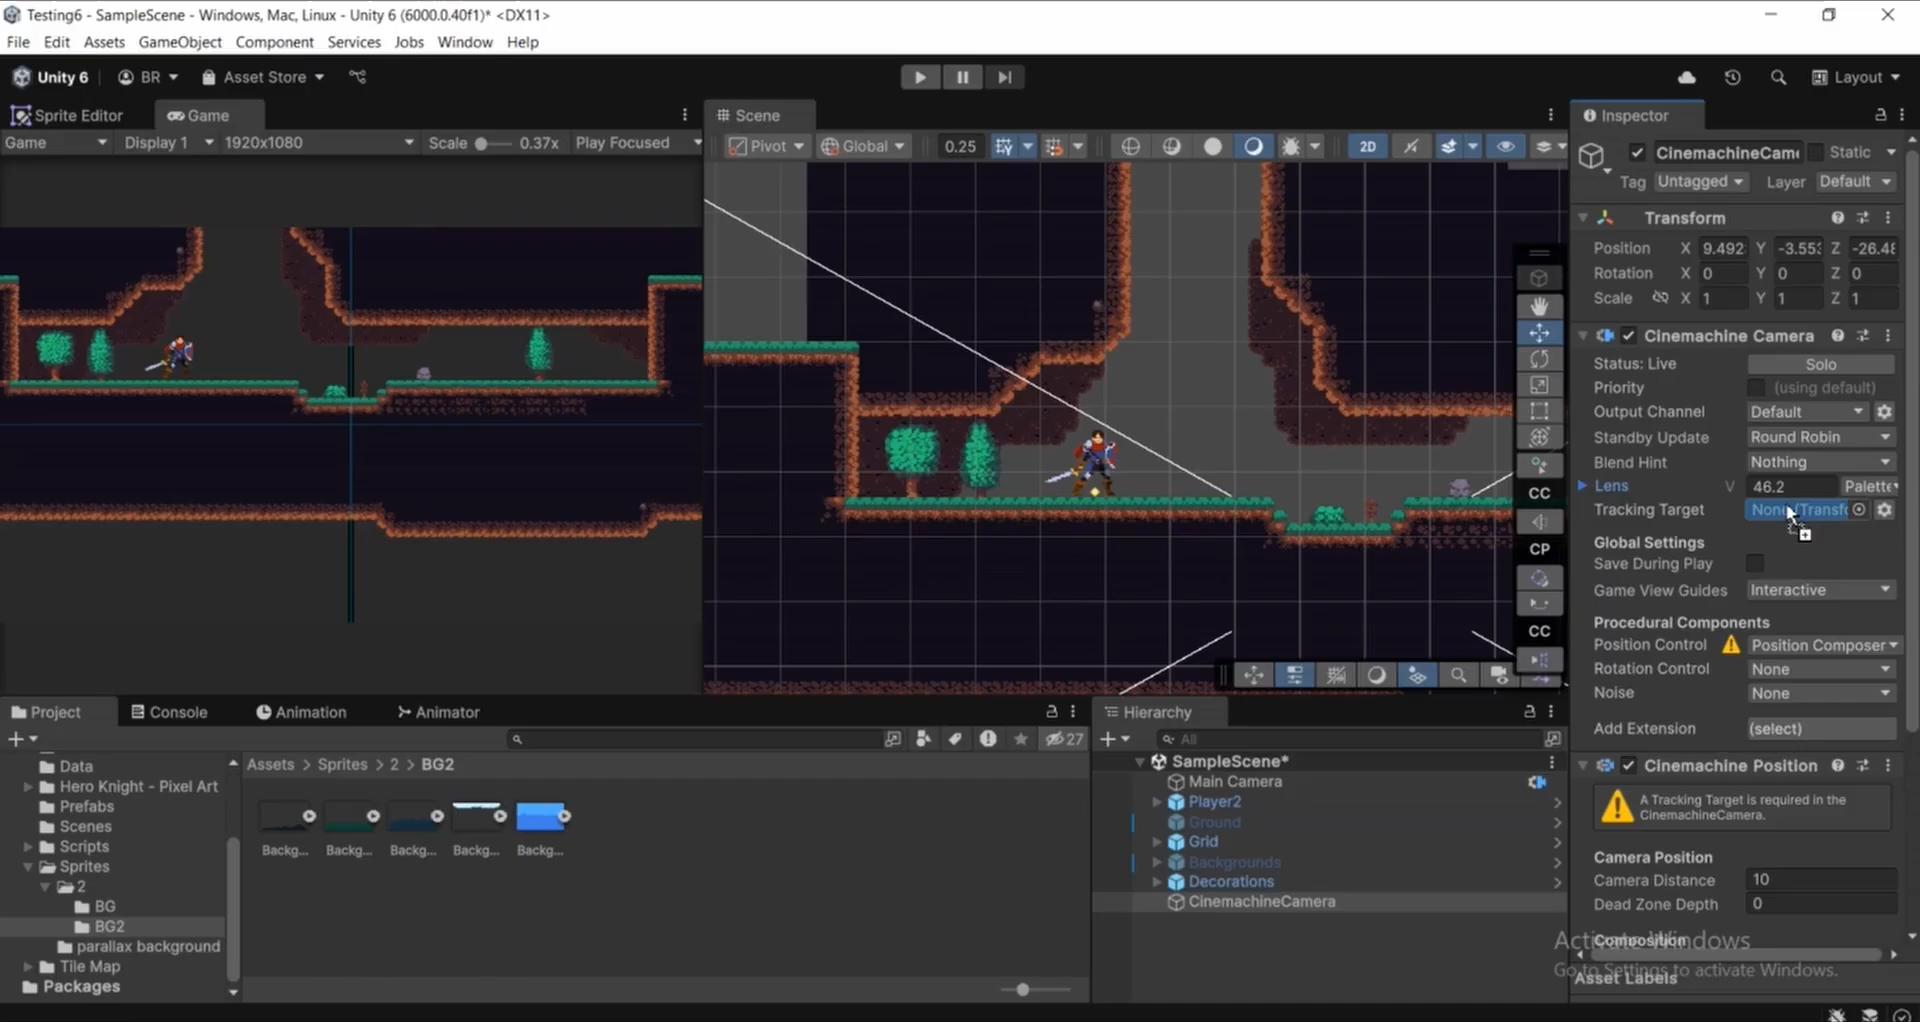 Testing6 - SampleScene - Windows, Mac, Linux - Unity 6 (6000.0.40f1)* <DX11>
File Edit Assets GameObject Component Services Jobs Window Help
Unity 6 BR Asset Store Layout
Sprite Editor Game Scene Inspector
Game Display 1 1920x1080 Scale 0.37x Play Focused Pivot Global 0.25 2D
CinemachineCam Static
Tag Untagged Layer Default
Transform
Position X 9.492 Y -3.553 Z -26.48
Rotation X 0 Y 0 Z 0
Scale X 1 Y 1 Z 1
Cinemachine Camera
Status: Live Solo
Priority (using default)
Output Channel Default
Standby Update Round Robin
Blend Hint Nothing
Lens V 46.2 Palette
CC
Tracking Target None (Transfo
Global Settings
CP
Save During Play
Game View Guides Interactive
Procedural Components
CC
Position Control Position Composer
Rotation Control None
Noise None
Add Extension (select)
Project Console Animation Animator
27
Data
Hero Knight - Pixel Art
Prefabs
Scenes
Scripts
Sprites
2
BG
BG2
parallax background
Tile Map
Packages
Assets > Sprites > 2 > BG2
Backg... Backg... Backg... Backg... Backg...
Hierarchy
All
SampleScene*
Main Camera
Player2
Ground
Grid
Backgrounds
Decorations
CinemachineCamera
Cinemachine Position
A Tracking Target is required in the
CinemachineCamera.
Camera Position
Camera Distance 10
Dead Zone Depth 0
Composition
Activate Windows
Go to Settings to activate Windows.
Asset Labels